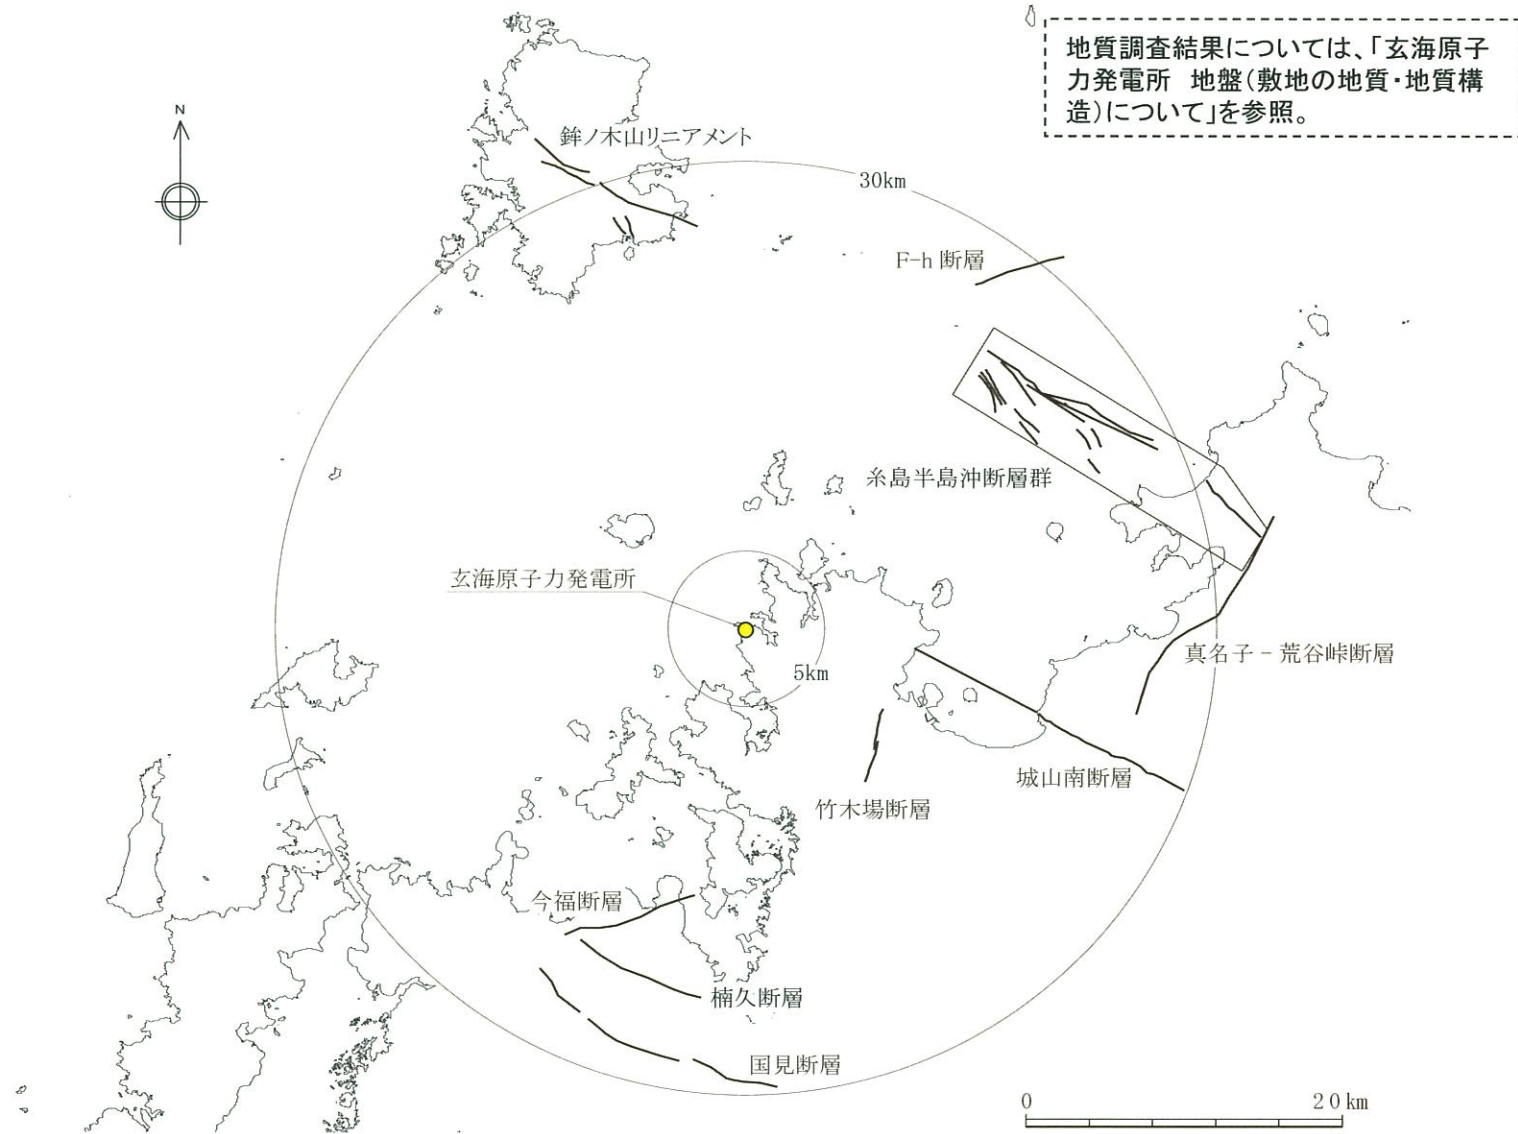 地質調査結果については、「玄海原子
力発電所　地盤(敷地の地質・地質構
造)について」を参照。
N
鉾ノ木山リニアメント
30km
F-h 断層
糸島半島沖断層群
玄海原子力発電所
5km
真名子－荒谷峠断層
城山南断層
竹木場断層
今福断層
楠久断層
国見断層
0 20km